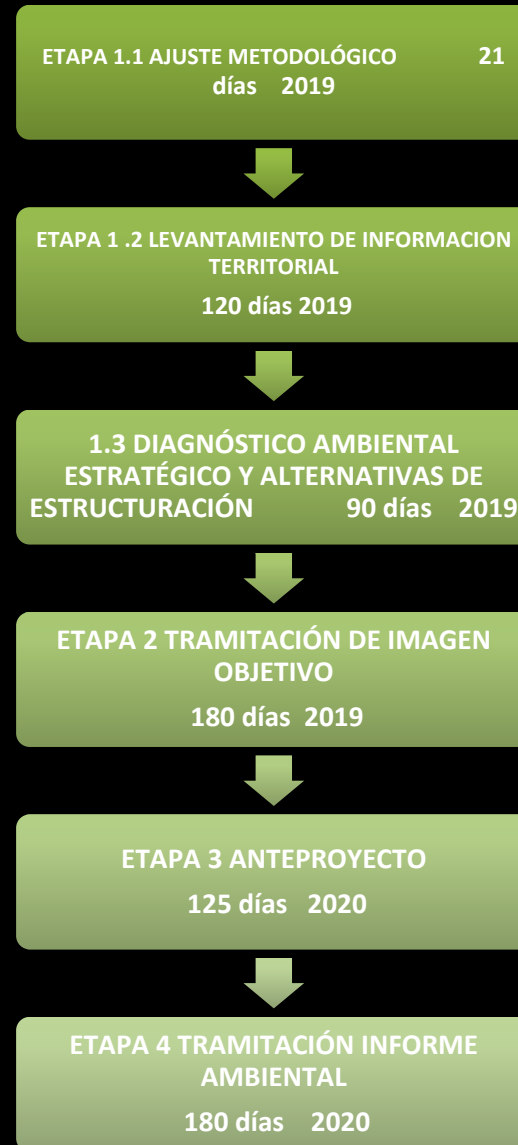 ETAPA 1.1 AJUSTE METODOLÓGICO 21
días 2019
ETAPA 1 .2 LEVANTAMIENTO DE INFORMACION
TERRITORIAL
120 días 2019
1.3 DIAGNÓSTICO AMBIENTAL
ESTRATÉGICO Y ALTERNATIVAS DE
ESTRUCTURACIÓN 90 días 2019
ETAPA 2 TRAMITACIÓN DE IMAGEN
OBJETIVO
180 días 2019
ETAPA 3 ANTEPROYECTO
125 días 2020
ETAPA 4 TRAMITACIÓN INFORME
AMBIENTAL
180 días 2020